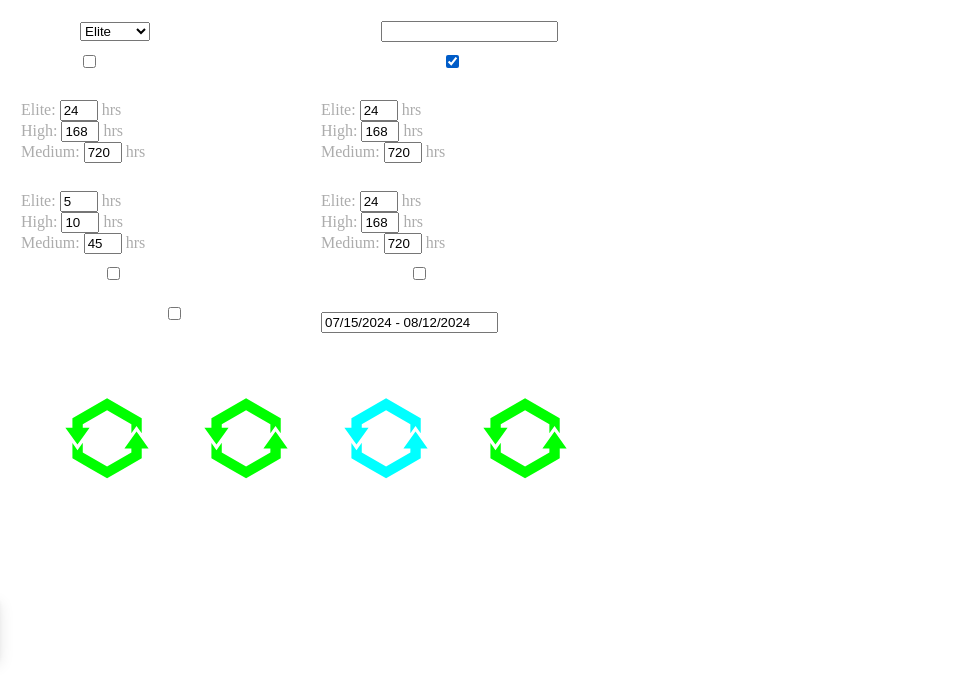 Elite
Elite: 24 hrs
High: 168 hrs
Medium: 720 hrs
Elite: 24 hrs
High: 168 hrs
Medium: 720 hrs
Elite: 5 hrs
High: 10 hrs
Medium: 45 hrs
Elite: 24 hrs
High: 168 hrs
Medium: 720 hrs
07/15/2024 - 08/12/2024